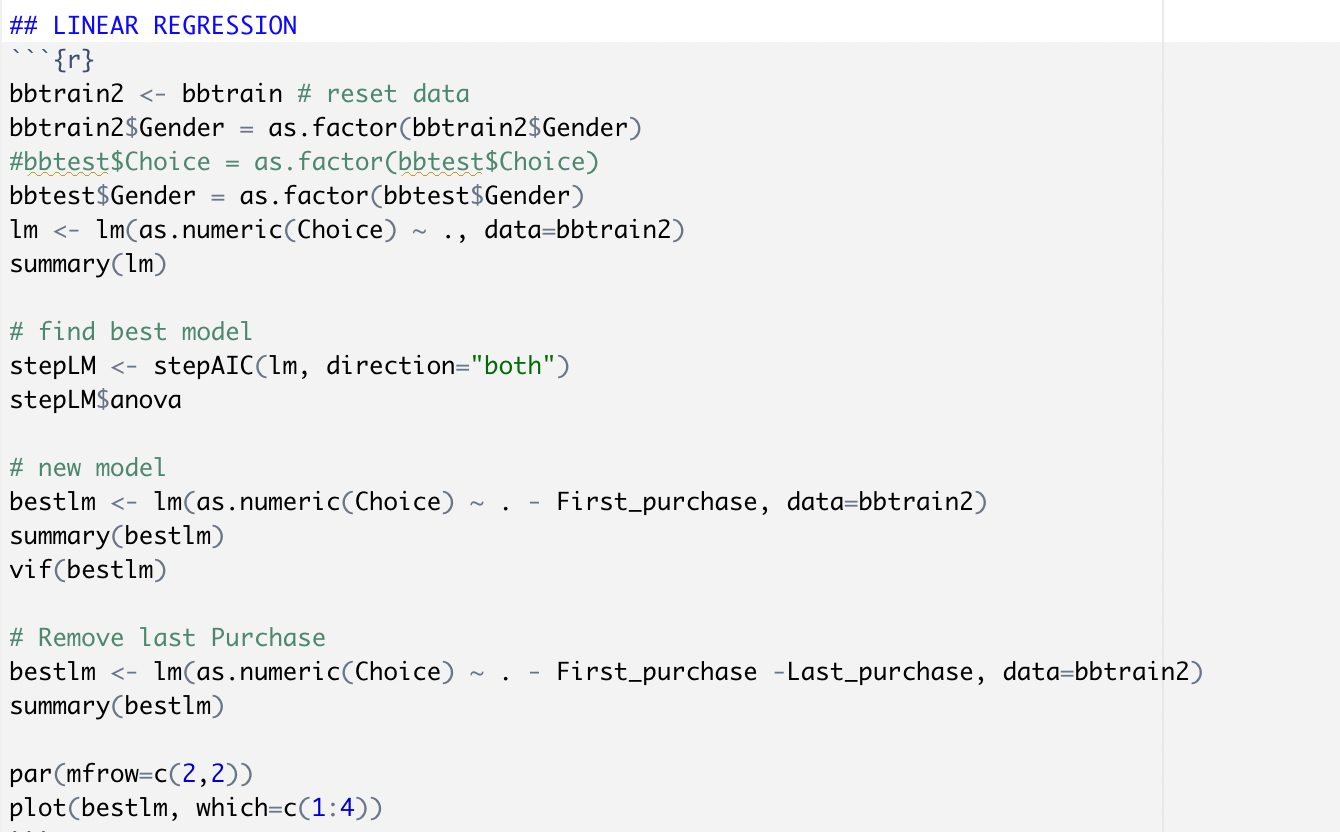 ## LINEAR REGRESSION
```{r}
bbtrain2 <- bbtrain # reset data
bbtrain2$Gender = as.factor(bbtrain2$Gender)
#bbtest$Choice = as.factor(bbtest$Choice)
bbtest$Gender = as.factor(bbtest$Gender)
lm <- lm(as.numeric(Choice) ~ ., data=bbtrain2)
summary(lm)

# find best model
stepLM <- stepAIC(lm, direction="both")
stepLM$anova

# new model
bestlm <- lm(as.numeric(Choice) ~ . - First_purchase, data=bbtrain2)
summary(bestlm)
vif(bestlm)

# Remove last Purchase
bestlm <- lm(as.numeric(Choice) ~ . - First_purchase -Last_purchase, data=bbtrain2)
summary(bestlm)

par(mfrow=c(2,2))
plot(bestlm, which=c(1:4))
```